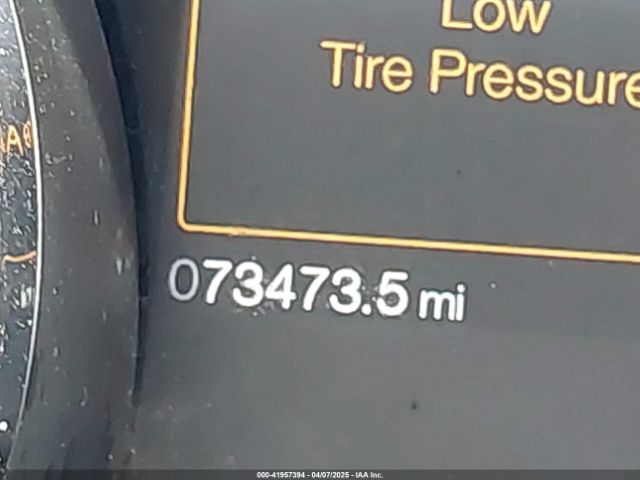 Low
Tire Pressure
073473.5 mi
000-41957394 - 04/07/2025 - IAA Inc.